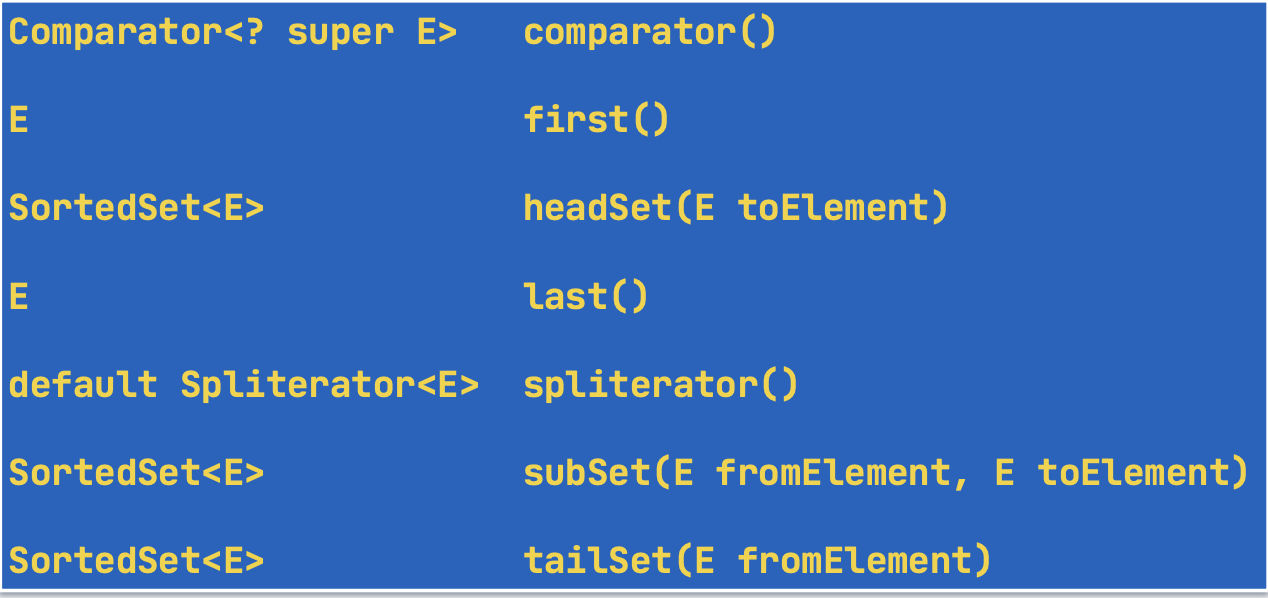 Comparator<? super E> comparator()
E first()
SortedSet<E> headSet(E toElement)
E last()
default Spliterator<E> spliterator()
SortedSet<E> subSet(E fromElement, E toElement)
SortedSet<E> tailSet(E fromElement)